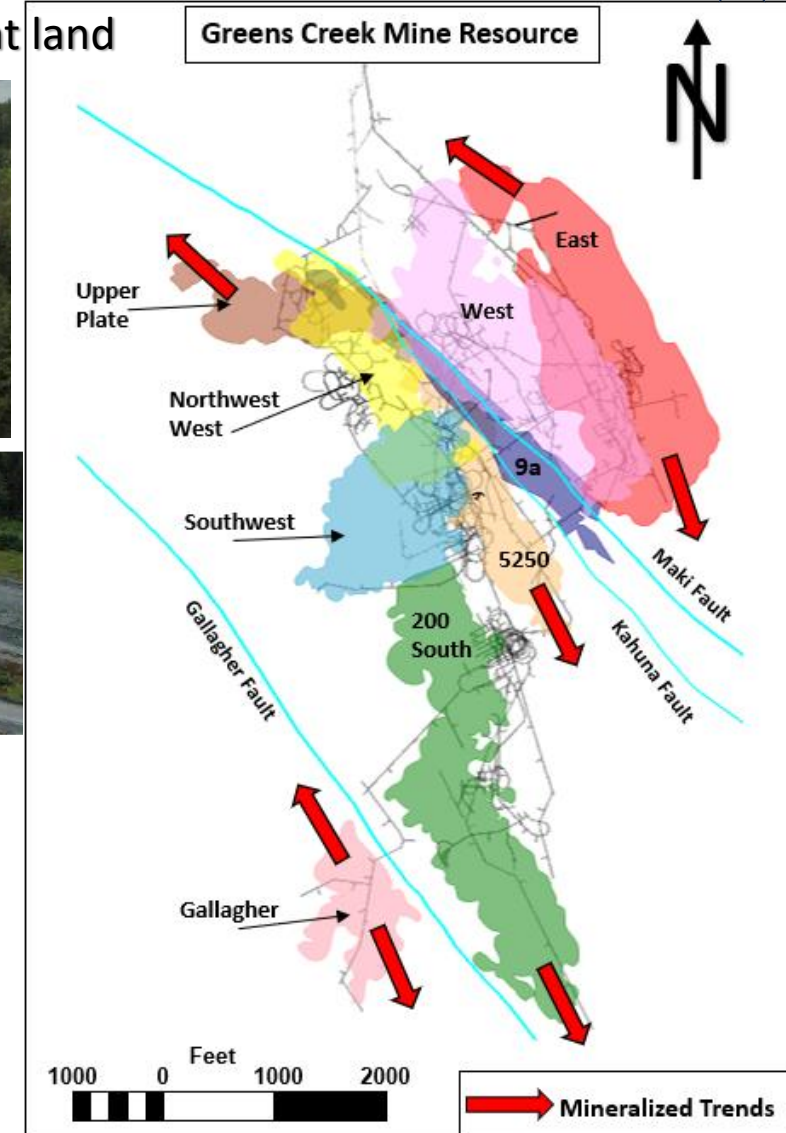 t land
Greens Creek Mine Resource
N
East
Upper
Plate
West
Northwest
West
9a
Southwest
5250
Maki Fault
200
South
Gallagher Fault
Kahuna Fault
Gallagher
Feet
1000 0 1000 2000
Mineralized Trends